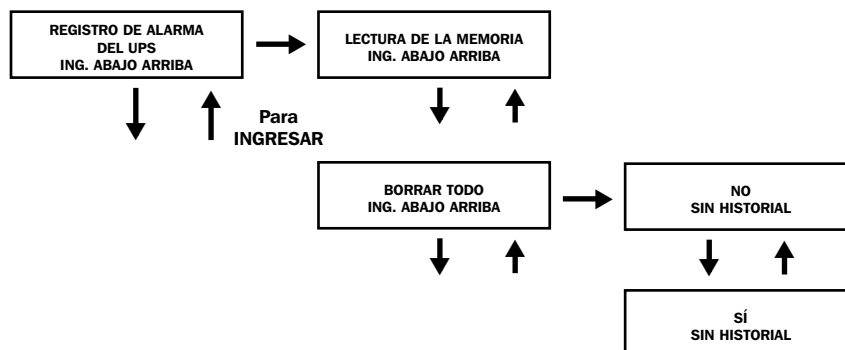 REGISTRO DE ALARMA
DEL UPS
ING. ABAJO ARRIBA
LECTURA DE LA MEMORIA
ING. ABAJO ARRIBA
Para
INGRESAR
BORRAR TODO
ING. ABAJO ARRIBA
NO
SIN HISTORIAL
SÍ
SIN HISTORIAL